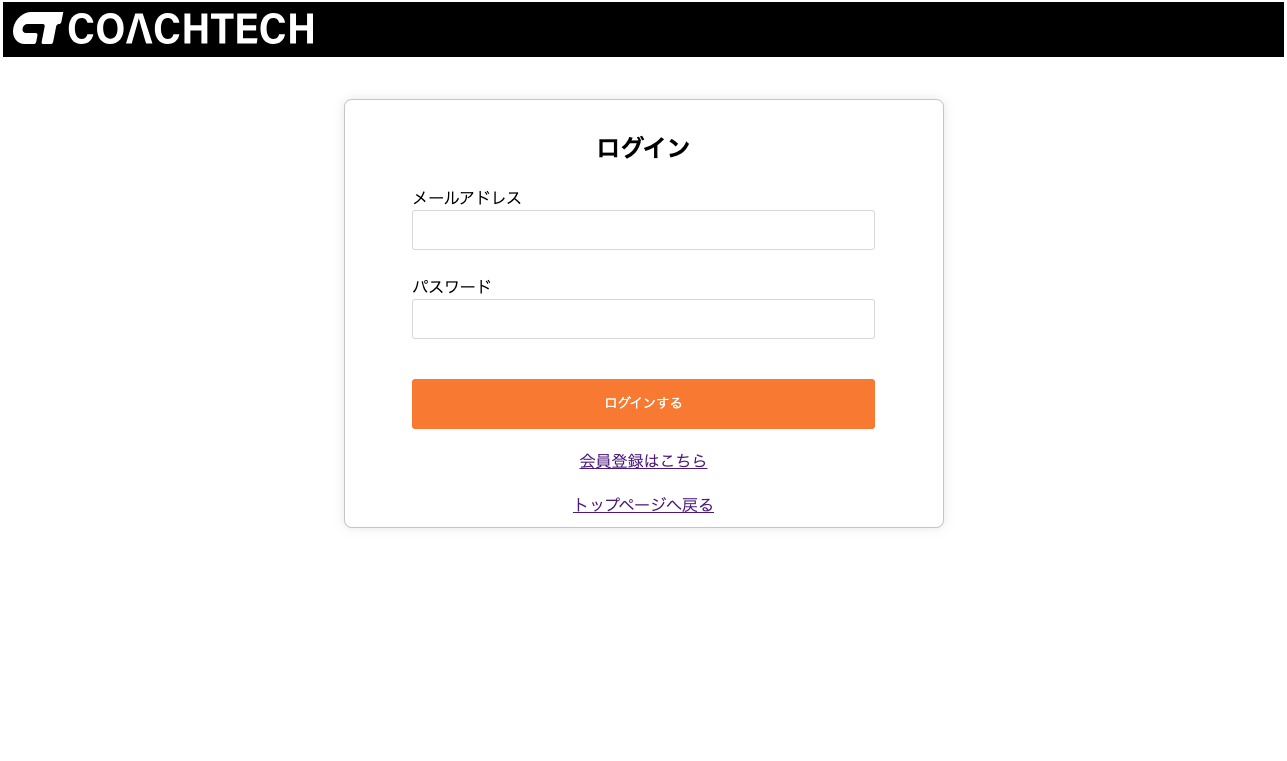 COACHTECH
ログイン
メールアドレス
パスワード
ログインする
会員登録はこちら
トップページへ戻る